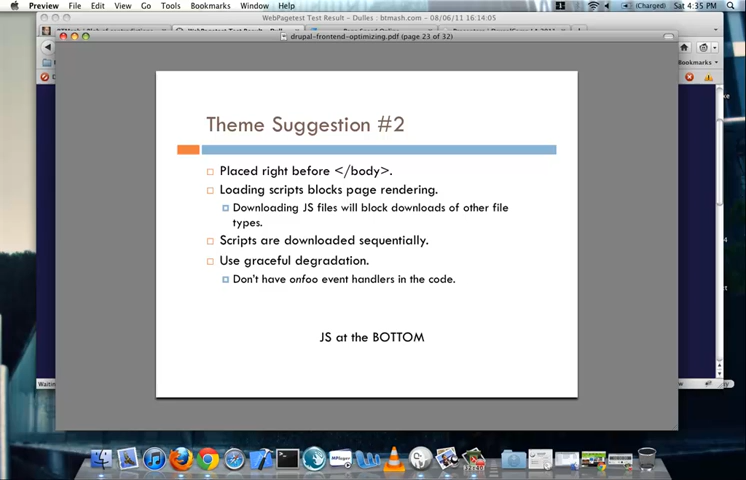 Preview File Edit View Go Tools Bookmarks Window Help (Charged) Sat 4:35 PM
WebPagetest Test Result – Dulles : btmash.com – 08/06/11 16:14:05
drupal-frontend-optimizing.pdf (page 23 of 32)
Bookmarks
Theme Suggestion #2
Placed right before </body>.
Loading scripts blocks page rendering.
Downloading JS files will block downloads of other file
types.
Scripts are downloaded sequentially.
Use graceful degradation.
Don't have onfoo event handlers in the code.
JS at the BOTTOM